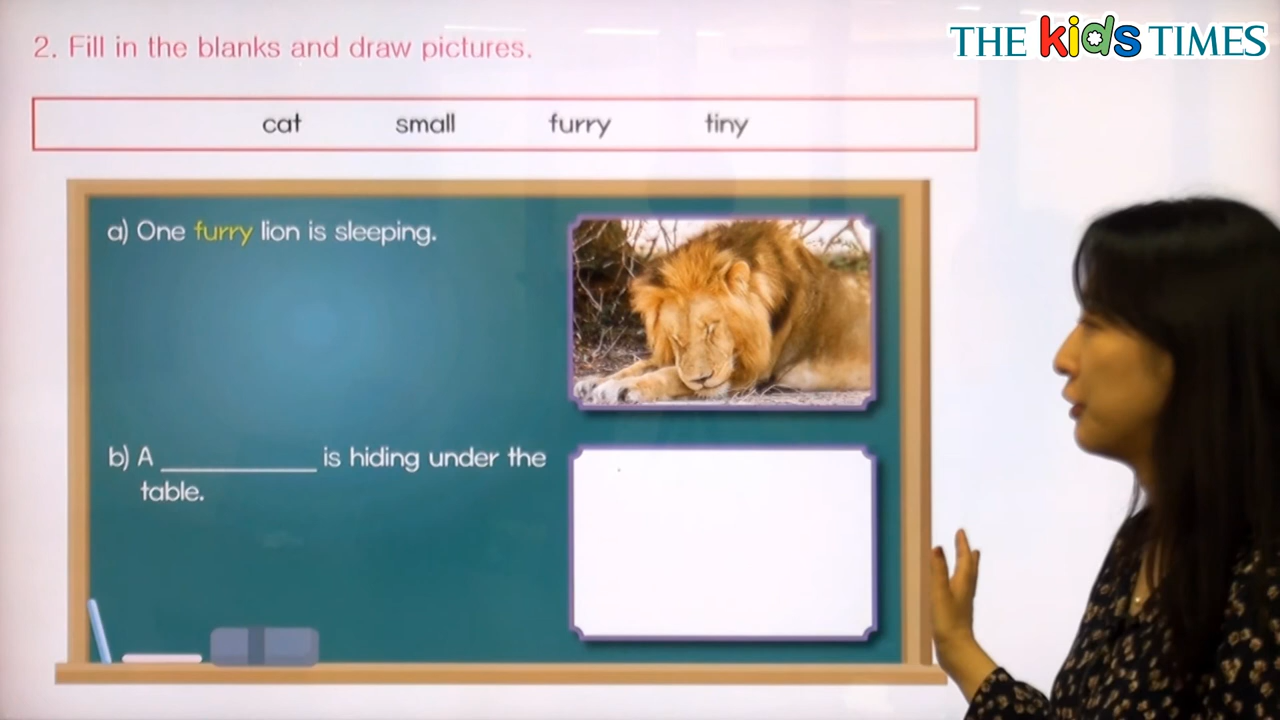 2. Fill in the blanks and draw pictures.
THE kids TIMES
cat small furry tiny
a) One furry lion is sleeping.
b) A __________ is hiding under the
table.